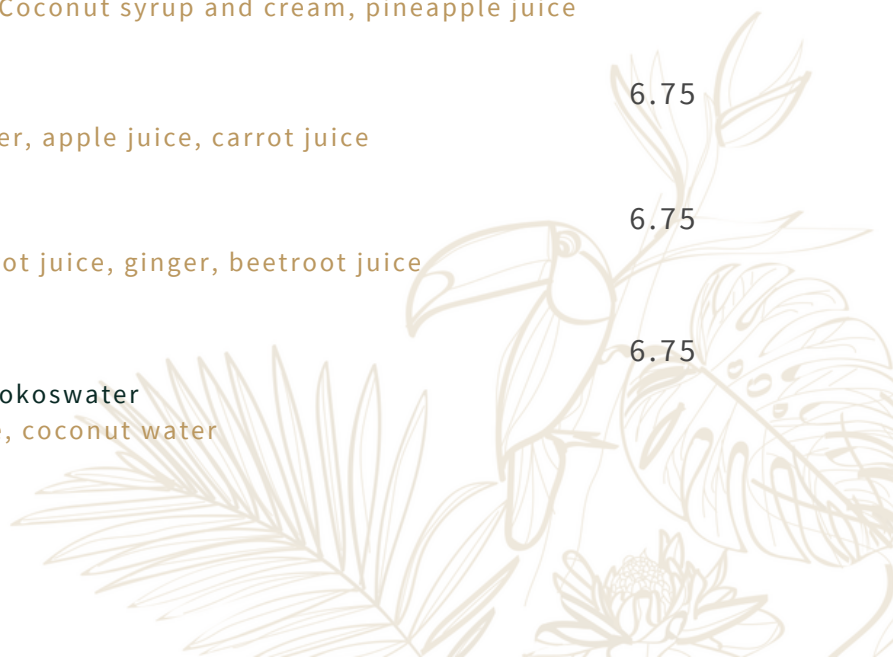 Coconut syrup and cream, pineapple juice
6.75
er, apple juice, carrot juice
6.75
ot juice, ginger, beetroot juice
6.75
okoswater
, coconut water